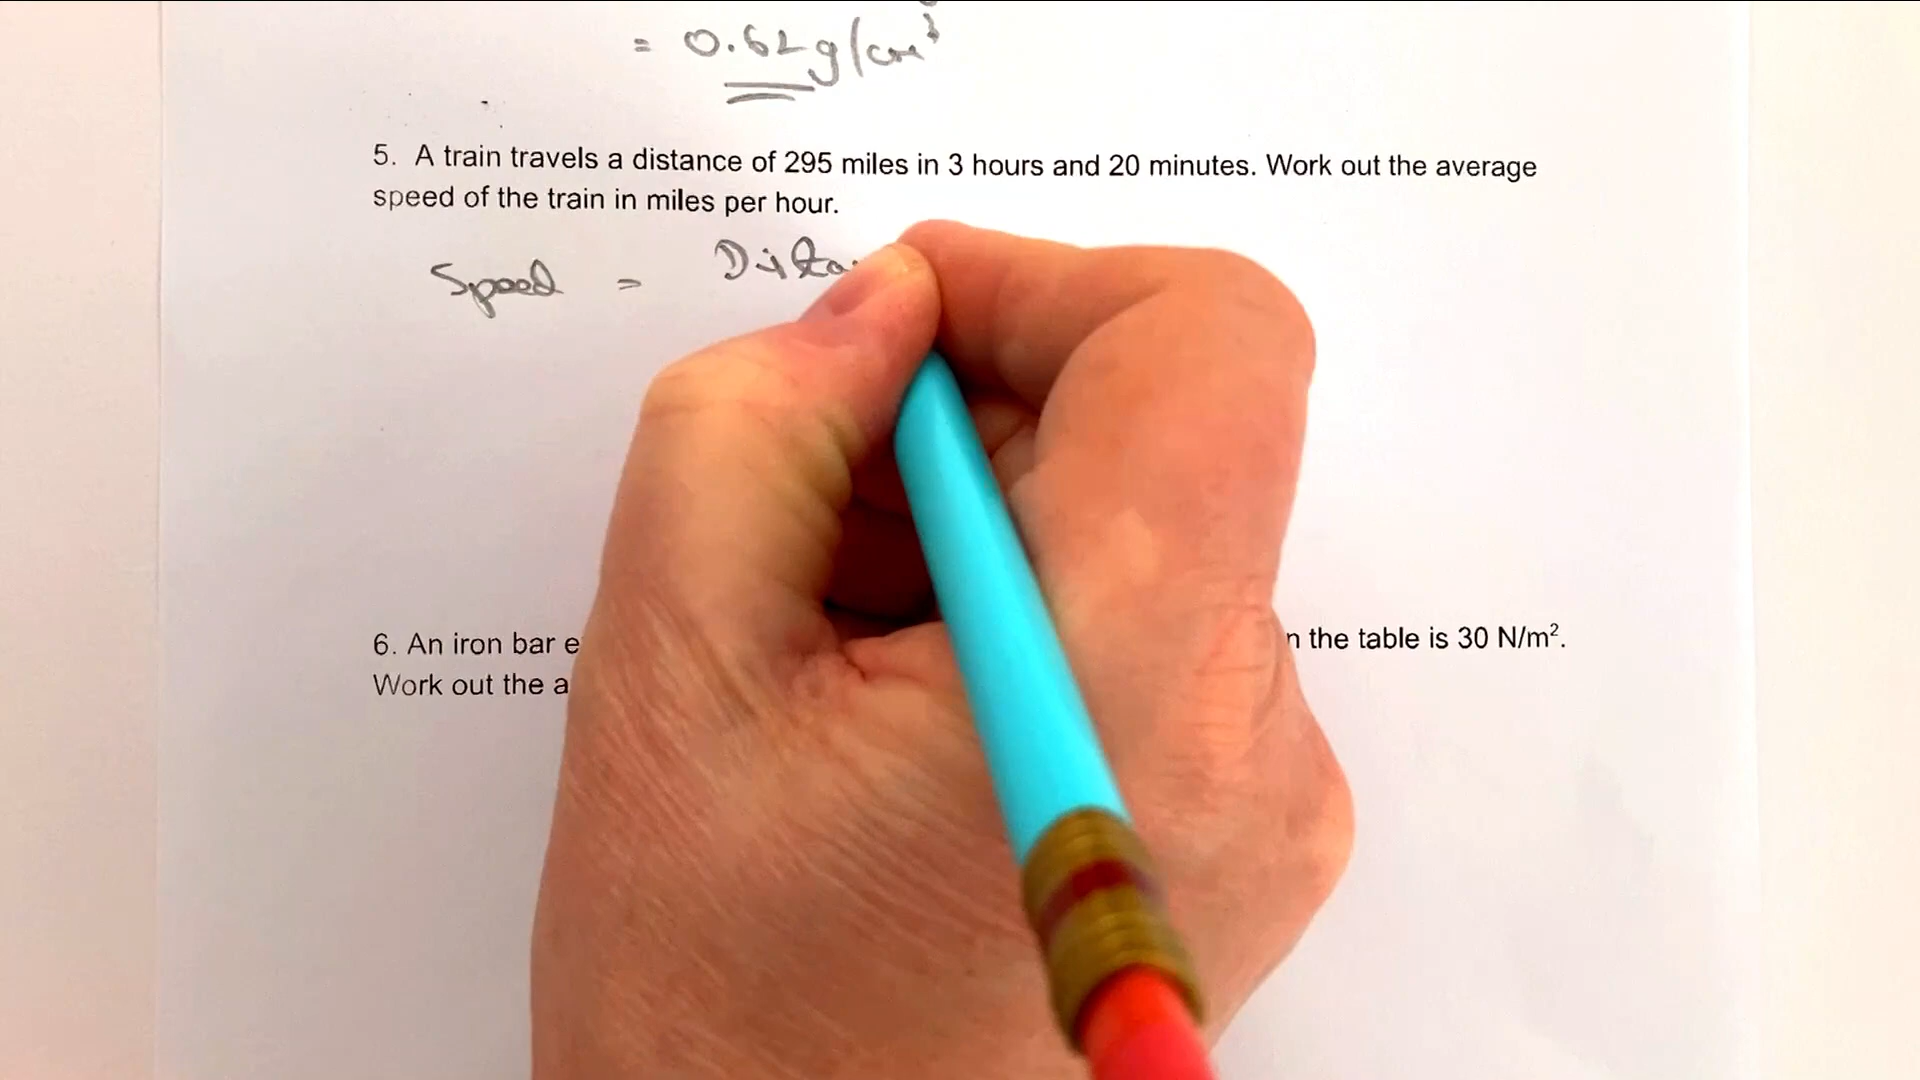 = 0.62 g/cm³
5. A train travels a distance of 295 miles in 3 hours and 20 minutes. Work out the average
speed of the train in miles per hour.
Speed = Dista
6. An iron bar e n the table is 30 N/m².
Work out the a